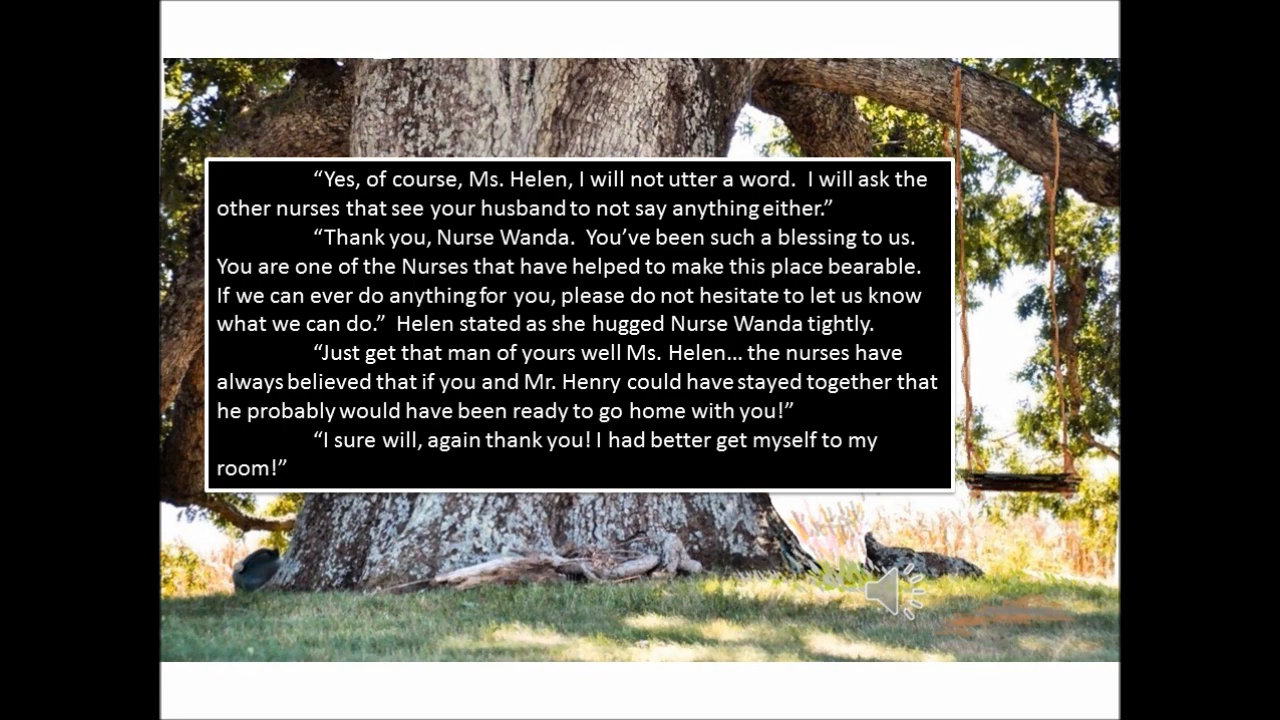 “Yes, of course, Ms. Helen, I will not utter a word.  I will ask the
other nurses that see your husband to not say anything either.”
“Thank you, Nurse Wanda.  You’ve been such a blessing to us.
You are one of the Nurses that have helped to make this place bearable.
If we can ever do anything for you, please do not hesitate to let us know
what we can do.”  Helen stated as she hugged Nurse Wanda tightly.
“Just get that man of yours well Ms. Helen… the nurses have
always believed that if you and Mr. Henry could have stayed together that
he probably would have been ready to go home with you!”
“I sure will, again thank you! I had better get myself to my
room!”